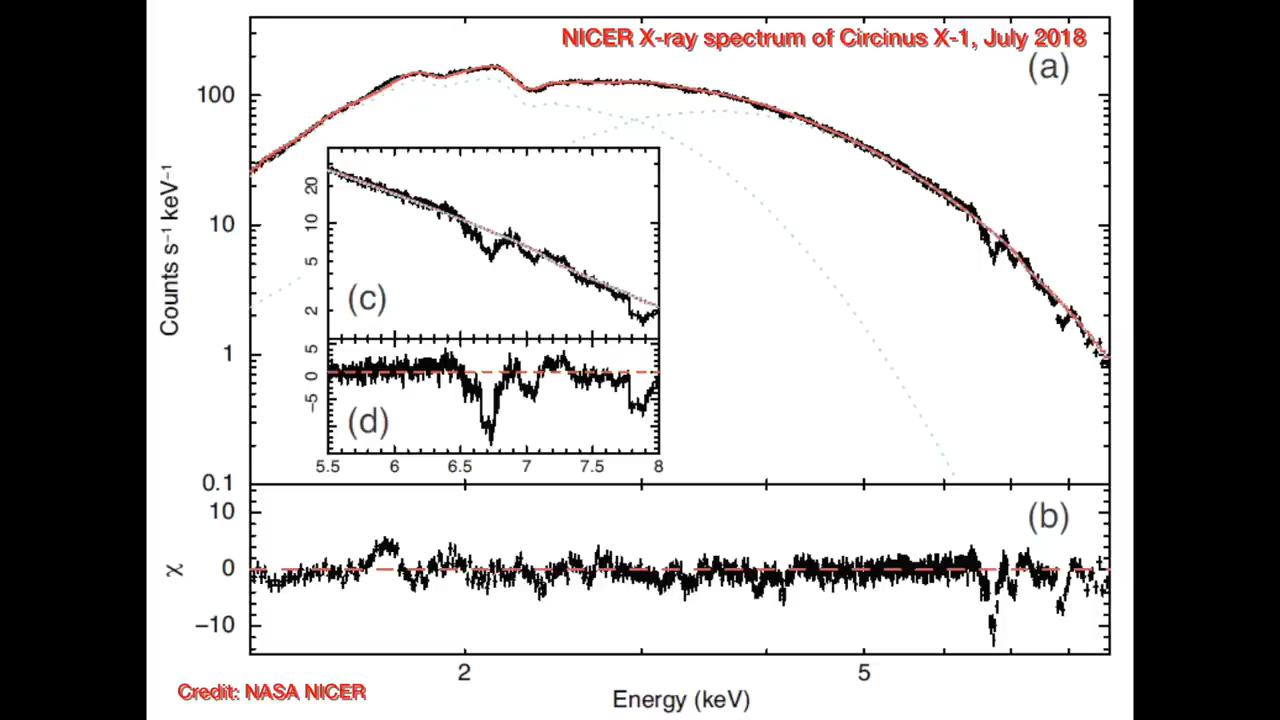 NICER X-ray spectrum of Circinus X-1, July 2018
(a)
100
10
1
0.1
Counts s⁻¹ keV⁻¹
20
10
5
2
(c)
5
0
−5
(d)
5.5 6 6.5 7 7.5 8
(b)
10
0
−10
χ
2 5
Energy (keV)
Credit: NASA NICER